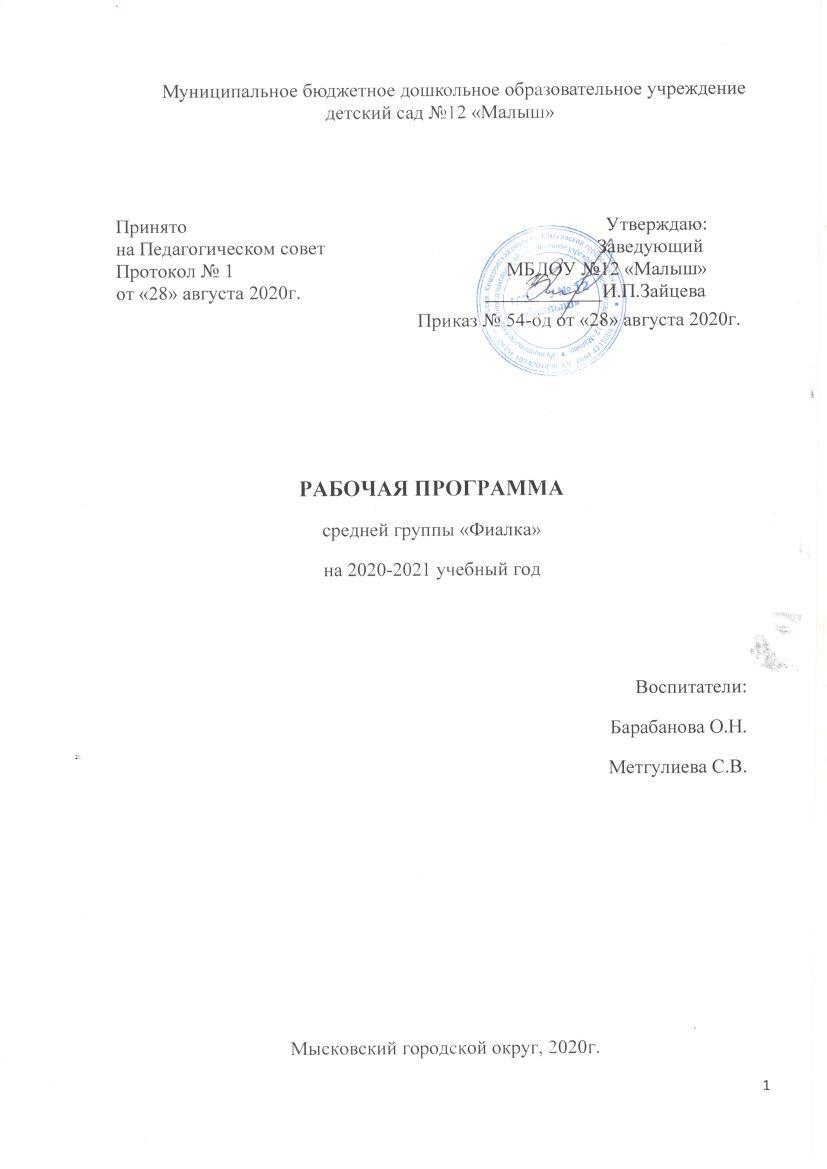 Муниципальное бюджетное дошкольное образовательное учреждение
детский сад №12 «Малыш»
Принято
на Педагогическом совет
Протокол № 1
от «28» августа 2020г.
Утверждаю:
Заведующий
МБДОУ №12 «Малыш»
И.П.Зайцева
Приказ № 54-од от «28» августа 2020г.
РАБОЧАЯ ПРОГРАММА
средней группы «Фиалка»
на 2020-2021 учебный год
Воспитатели:
Барабанова О.Н.
Метгулиева С.В.
Мысковский городской округ, 2020г.
1